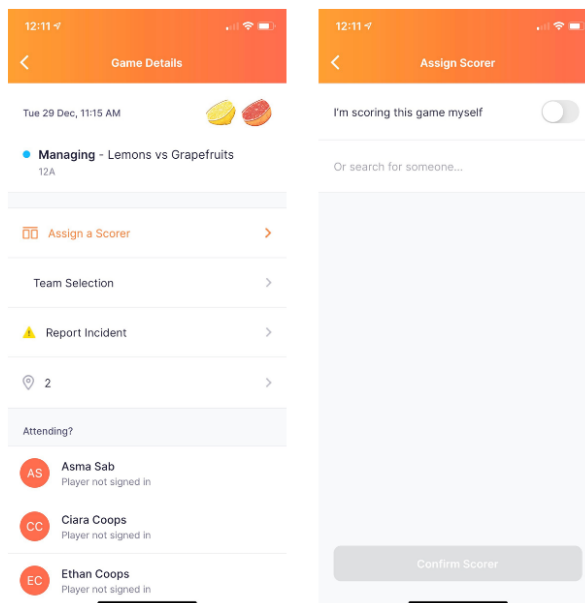 12:11
Game Details
Tue 29 Dec, 11:15 AM
Managing - Lemons vs Grapefruits
12A
Assign a Scorer
Team Selection
Report Incident
2
Attending?
AS
Asma Sab
Player not signed in
CC
Ciara Coops
Player not signed in
EC
Ethan Coops
Player not signed in
12:11
Assign Scorer
I'm scoring this game myself
Or search for someone...
Confirm Scorer